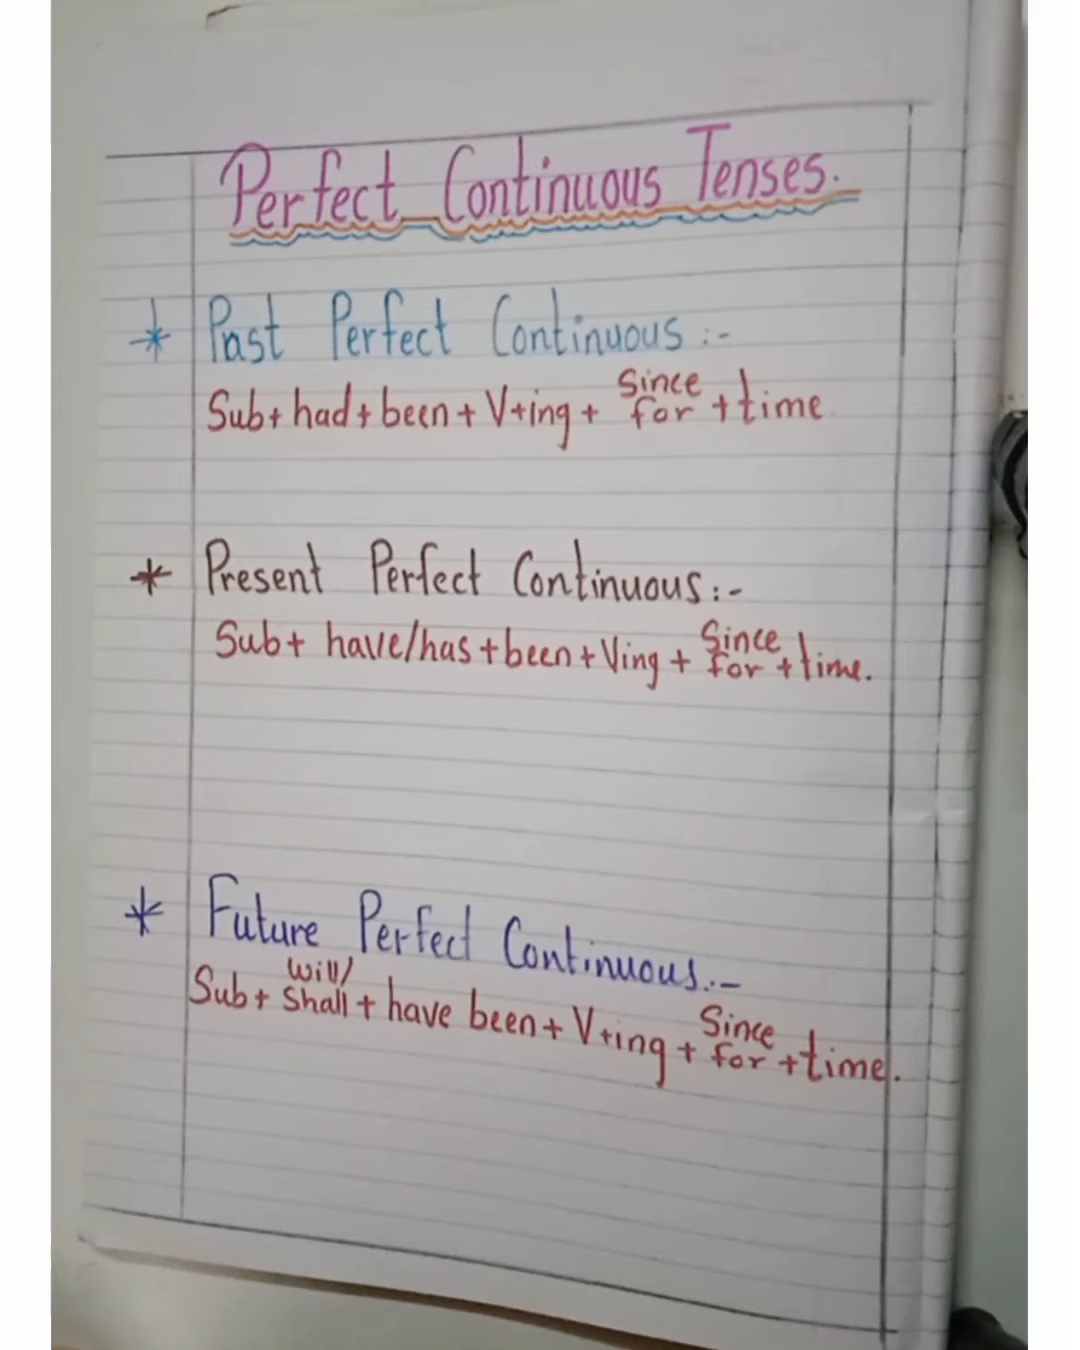 Perfect Continuous Tenses.
* Past Perfect Continuous :-
Sub + had + been + V+ing + Since for + time
* Present Perfect Continuous :-
Sub + have/has + been + Ving + Since for + time.
* Future Perfect Continuous :-
Sub + will/ Shall + have been + V+ing + Since for + time.